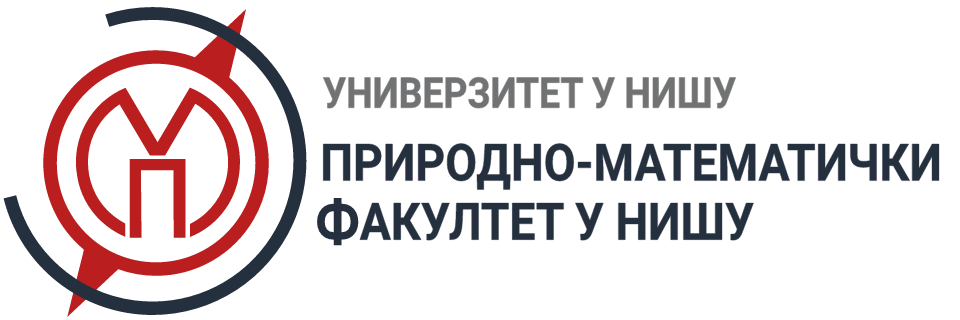 УНИВЕРЗИТЕТ У НИШУ
ПРИРОДНО-МАТЕМАТИЧКИ
ФАКУЛТЕТ У НИШУ